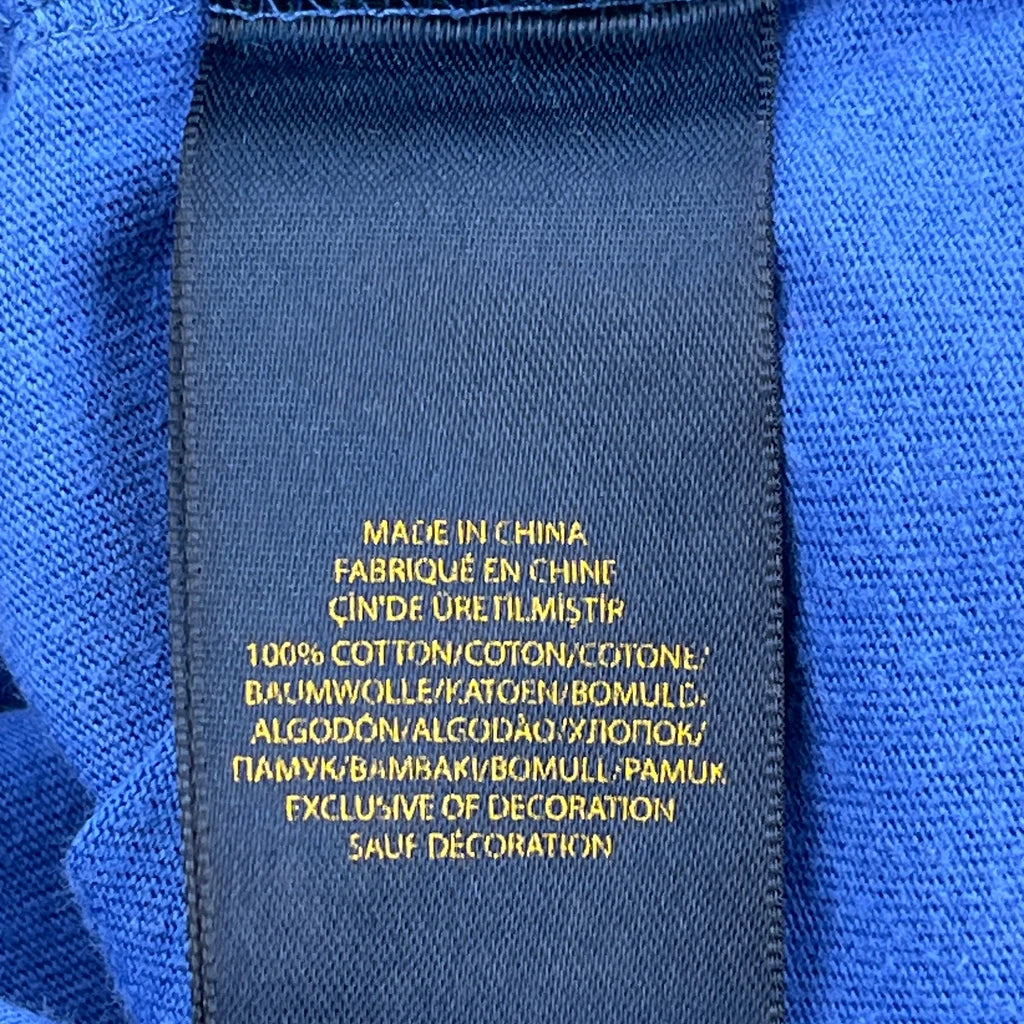 MADE IN CHINA
FABRIQUÉ EN CHINE
ÇİN'DE ÜRETİLMİŞTİR
100% COTTON/COTON/COTONE/
BAUMWOLLE/KATOEN/BOMULD/
ALGODÓN/ALGODÃO/ХЛОПОК/
ПАМУК/ΒΑΜΒΑΚΙ/BOMULL/PAMUK
EXCLUSIVE OF DECORATION
SAUF DÉCORATION